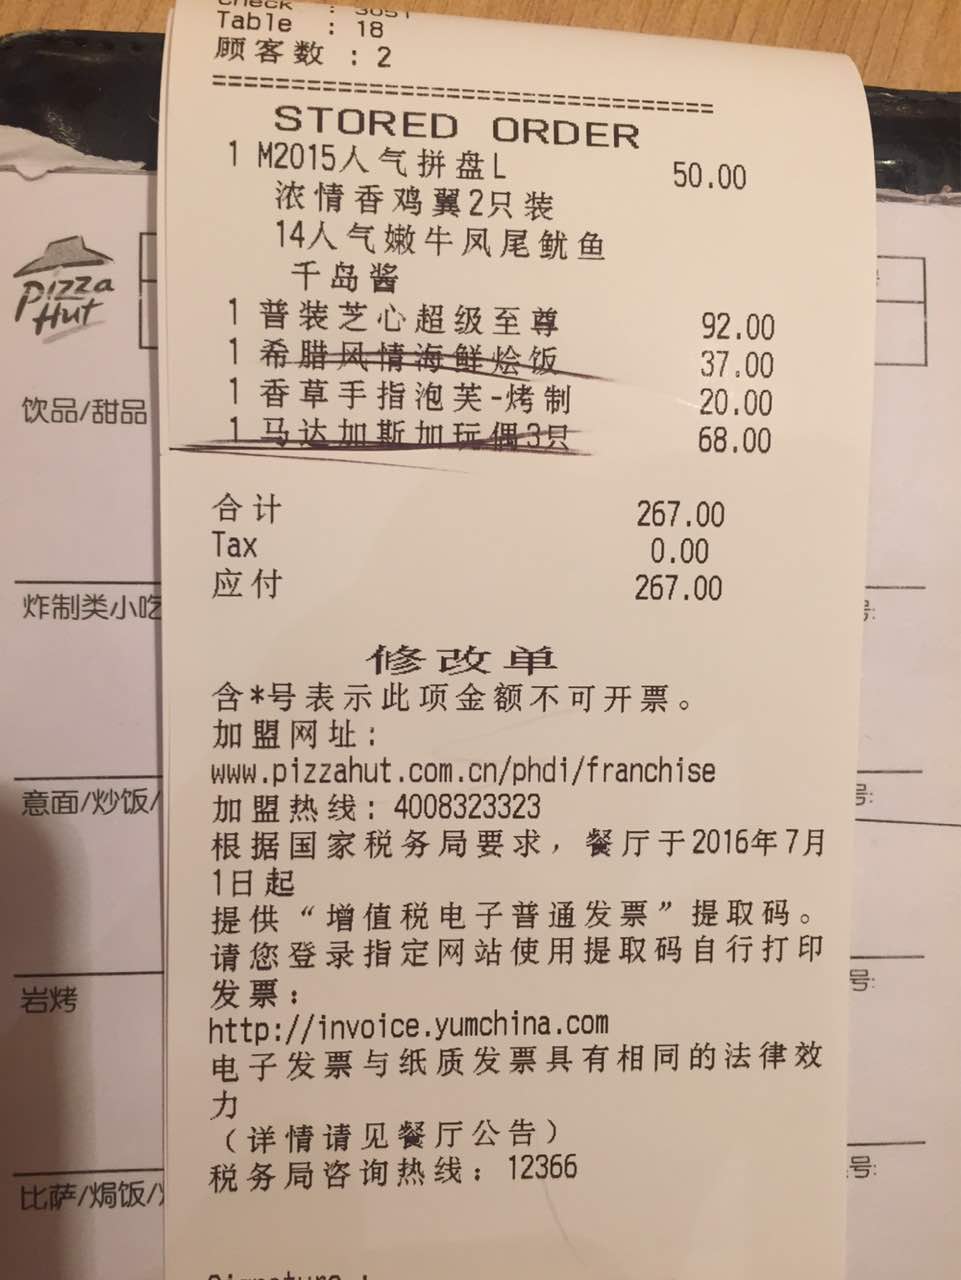 Check : 3051
Table : 18
顾客数 : 2
==================================
STORED ORDER
1 M2015人气拼盘L 50.00
浓情香鸡翼2只装
14人气嫩牛凤尾鱿鱼
千岛酱
1 普装芝心超级至尊 92.00
1 希腊风情海鲜烩饭 37.00
1 香草手指泡芙-烤制 20.00
1 马达加斯加玩偶3只 68.00
合计 267.00
Tax 0.00
应付 267.00
修改单
含*号表示此项金额不可开票。
加盟网址:
www.pizzahut.com.cn/phdi/franchise
加盟热线: 4008323323
根据国家税务局要求，餐厅于2016年7月
1日起
提供“增值税电子普通发票”提取码。
请您登录指定网站使用提取码自行打印
发票:
http://invoice.yumchina.com
电子发票与纸质发票具有相同的法律效
力
（详情请见餐厅公告）
税务局咨询热线: 12366
Signature :
Pizza
Hut
饮品/甜品
炸制类小吃
意面/炒饭/
岩烤
比萨/焗饭/
号:
号:
号:
号: